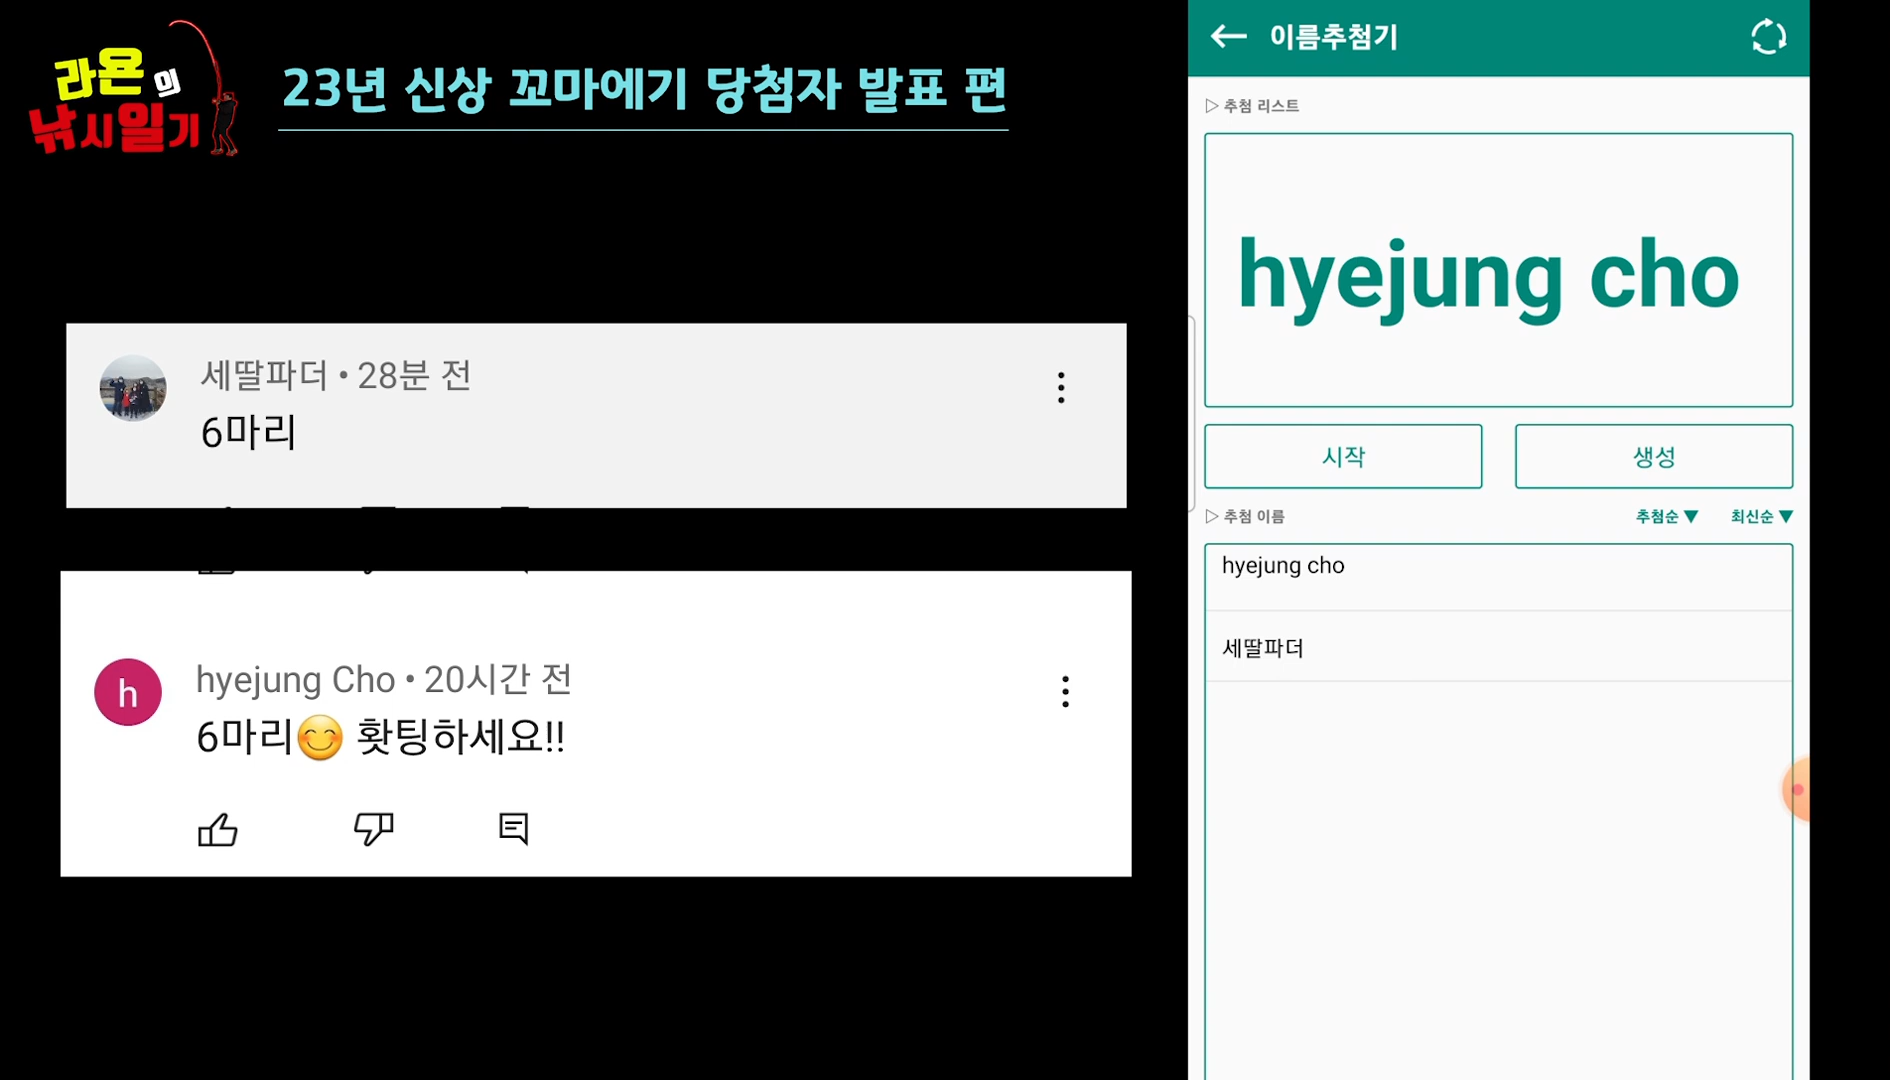 라욘의
낚시일기
23년 신상 꼬마에기 당첨자 발표 편
세딸파더 • 28분 전
6마리
h
hyejung Cho • 20시간 전
6마리😊 홧팅하세요!!
이름추첨기
▷ 추첨 리스트
hyejung cho
시작
생성
▷ 추첨 이름
추첨순▼
최신순▼
hyejung cho
세딸파더